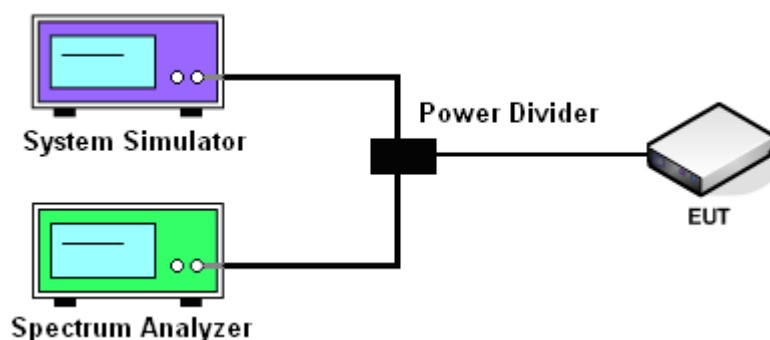 System Simulator
Power Divider
EUT
Spectrum Analyzer